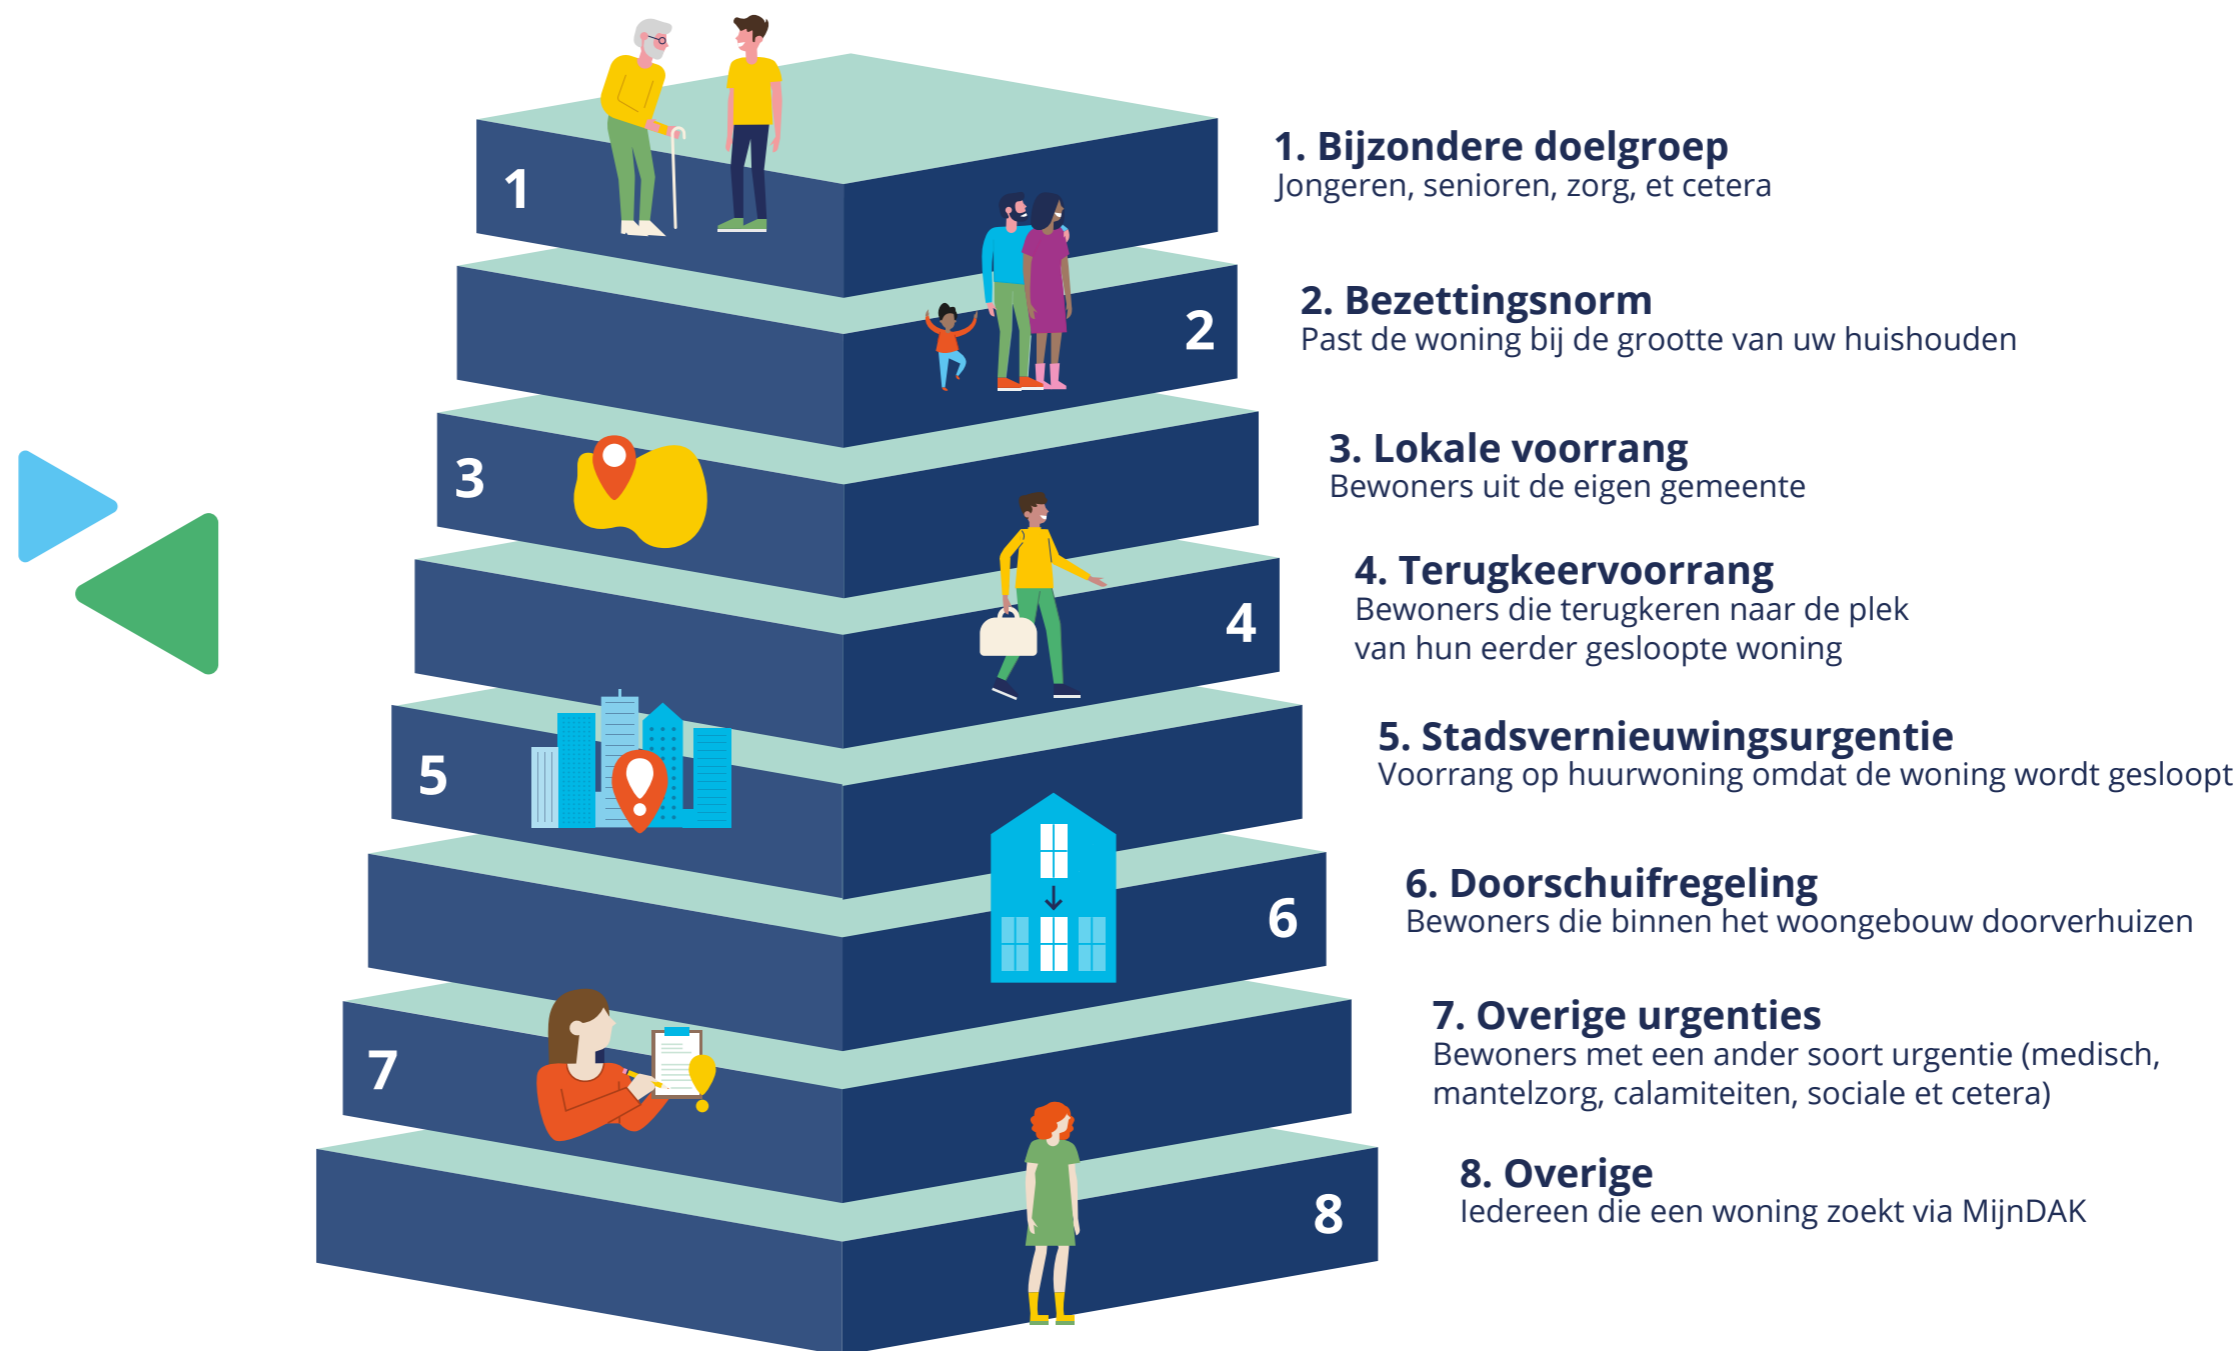 1
1. Bijzondere doelgroep
Jongeren, senioren, zorg, et cetera
2
2. Bezettingsnorm
Past de woning bij de grootte van uw huishouden
3
3. Lokale voorrang
Bewoners uit de eigen gemeente
4
4. Terugkeervoorrang
Bewoners die terugkeren naar de plek
van hun eerder gesloopte woning
5
5. Stadsvernieuwingsurgentie
Voorrang op huurwoning omdat de woning wordt gesloopt
6
6. Doorschuifregeling
Bewoners die binnen het woongebouw doorverhuizen
7
7. Overige urgenties
Bewoners met een ander soort urgentie (medisch,
mantelzorg, calamiteiten, sociale et cetera)
8
8. Overige
Iedereen die een woning zoekt via MijnDAK